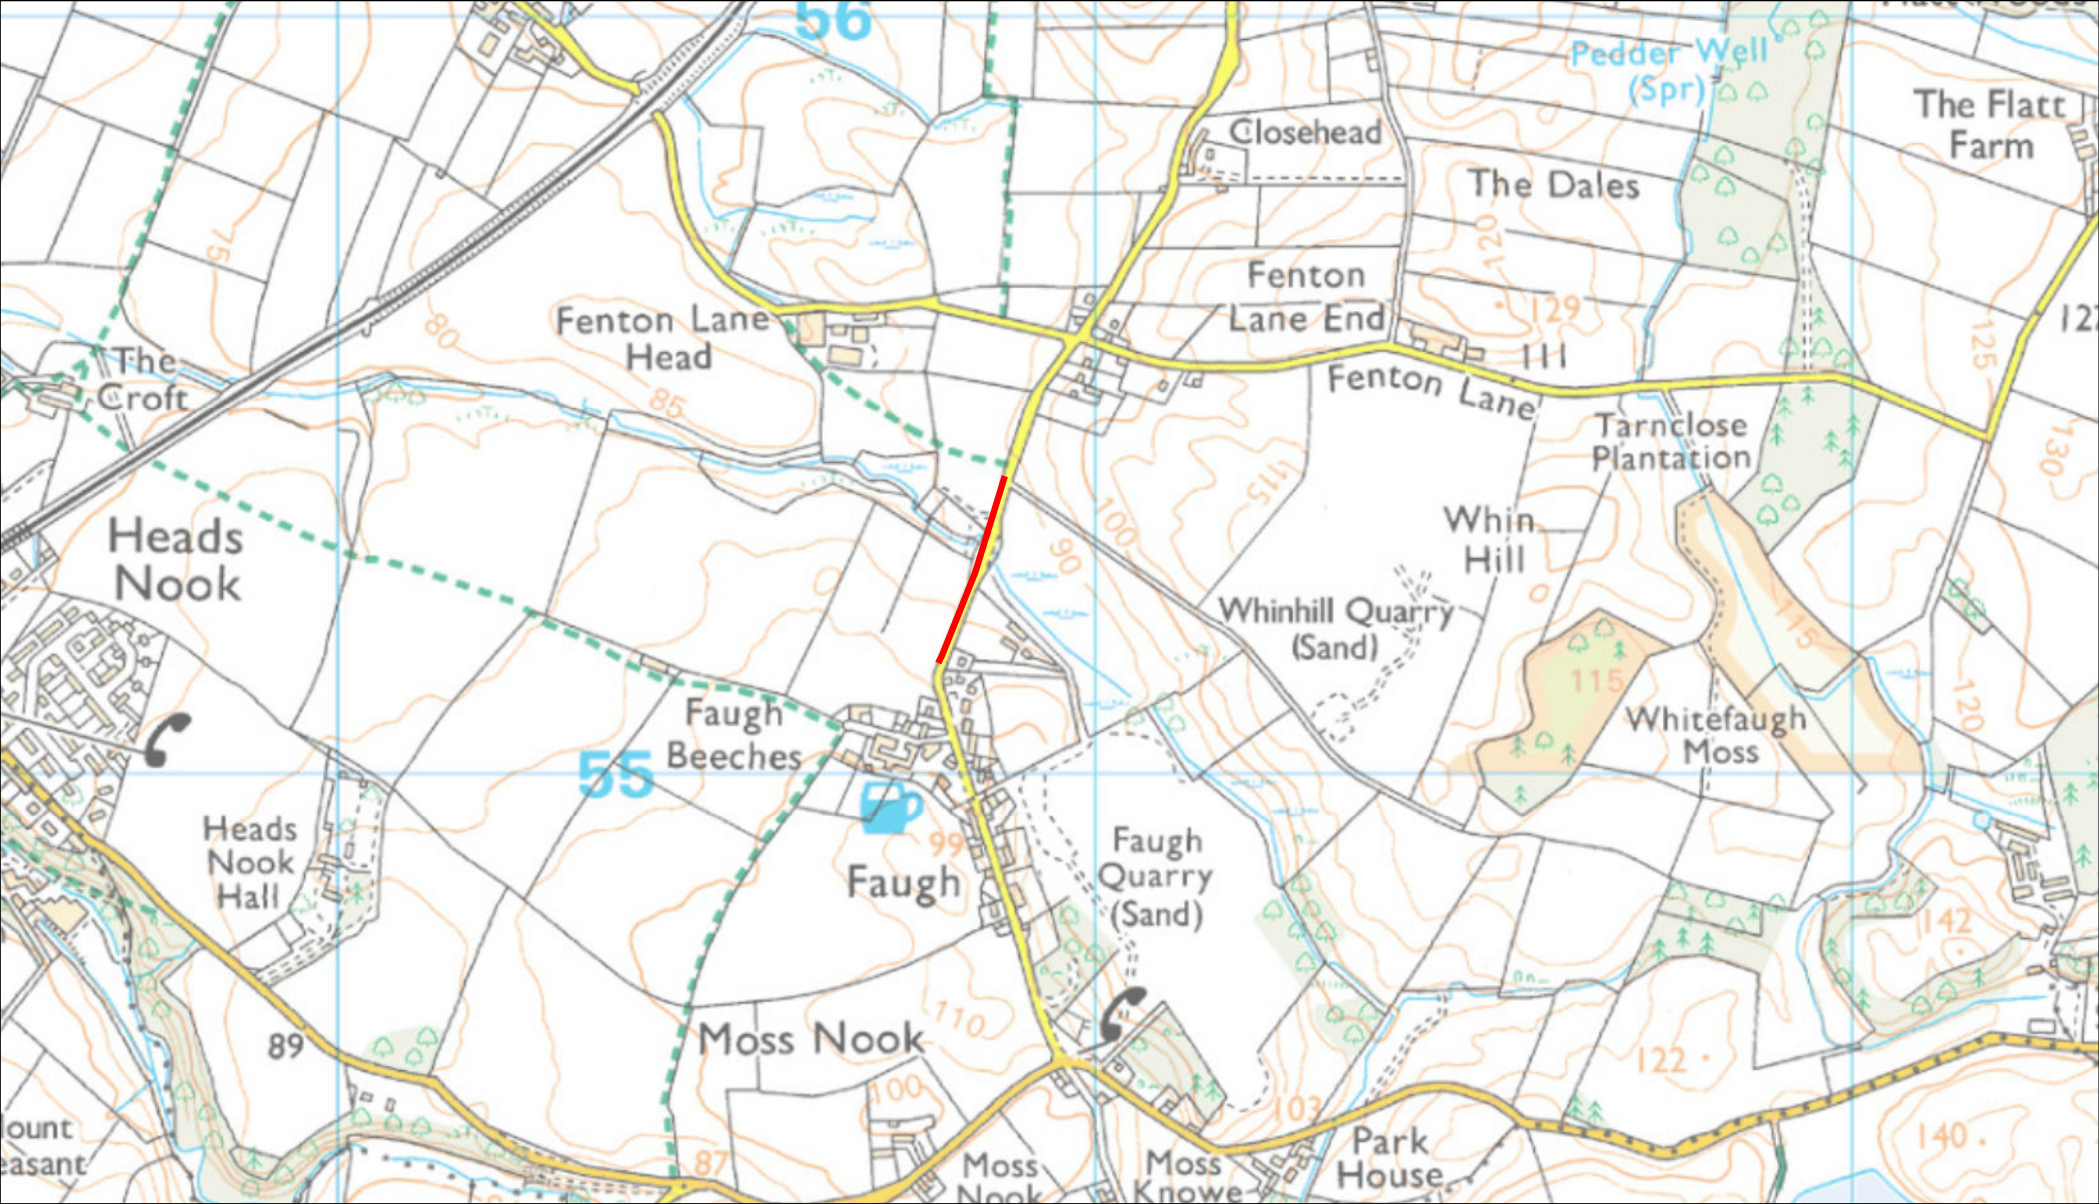 56
Pedder Well
(Spr)
The Flatt
Farm
Closehead
The Dales
75
120
Fenton
Lane End
129
Fenton Lane
Head
80
The
Croft
85
111
Fenton Lane
125
Tarnclose
Plantation
130
115
100
90
Heads
Nook
Whin
Hill
Whinhill Quarry
(Sand)
115
115
120
Whitefaugh
Moss
Faugh
Beeches
55
Heads
Nook
Hall
99
Faugh
Faugh
Quarry
(Sand)
142
110
Moss Nook
89
122
100
103
140
Park
House
87
Moss
Nook
Moss
Knowe